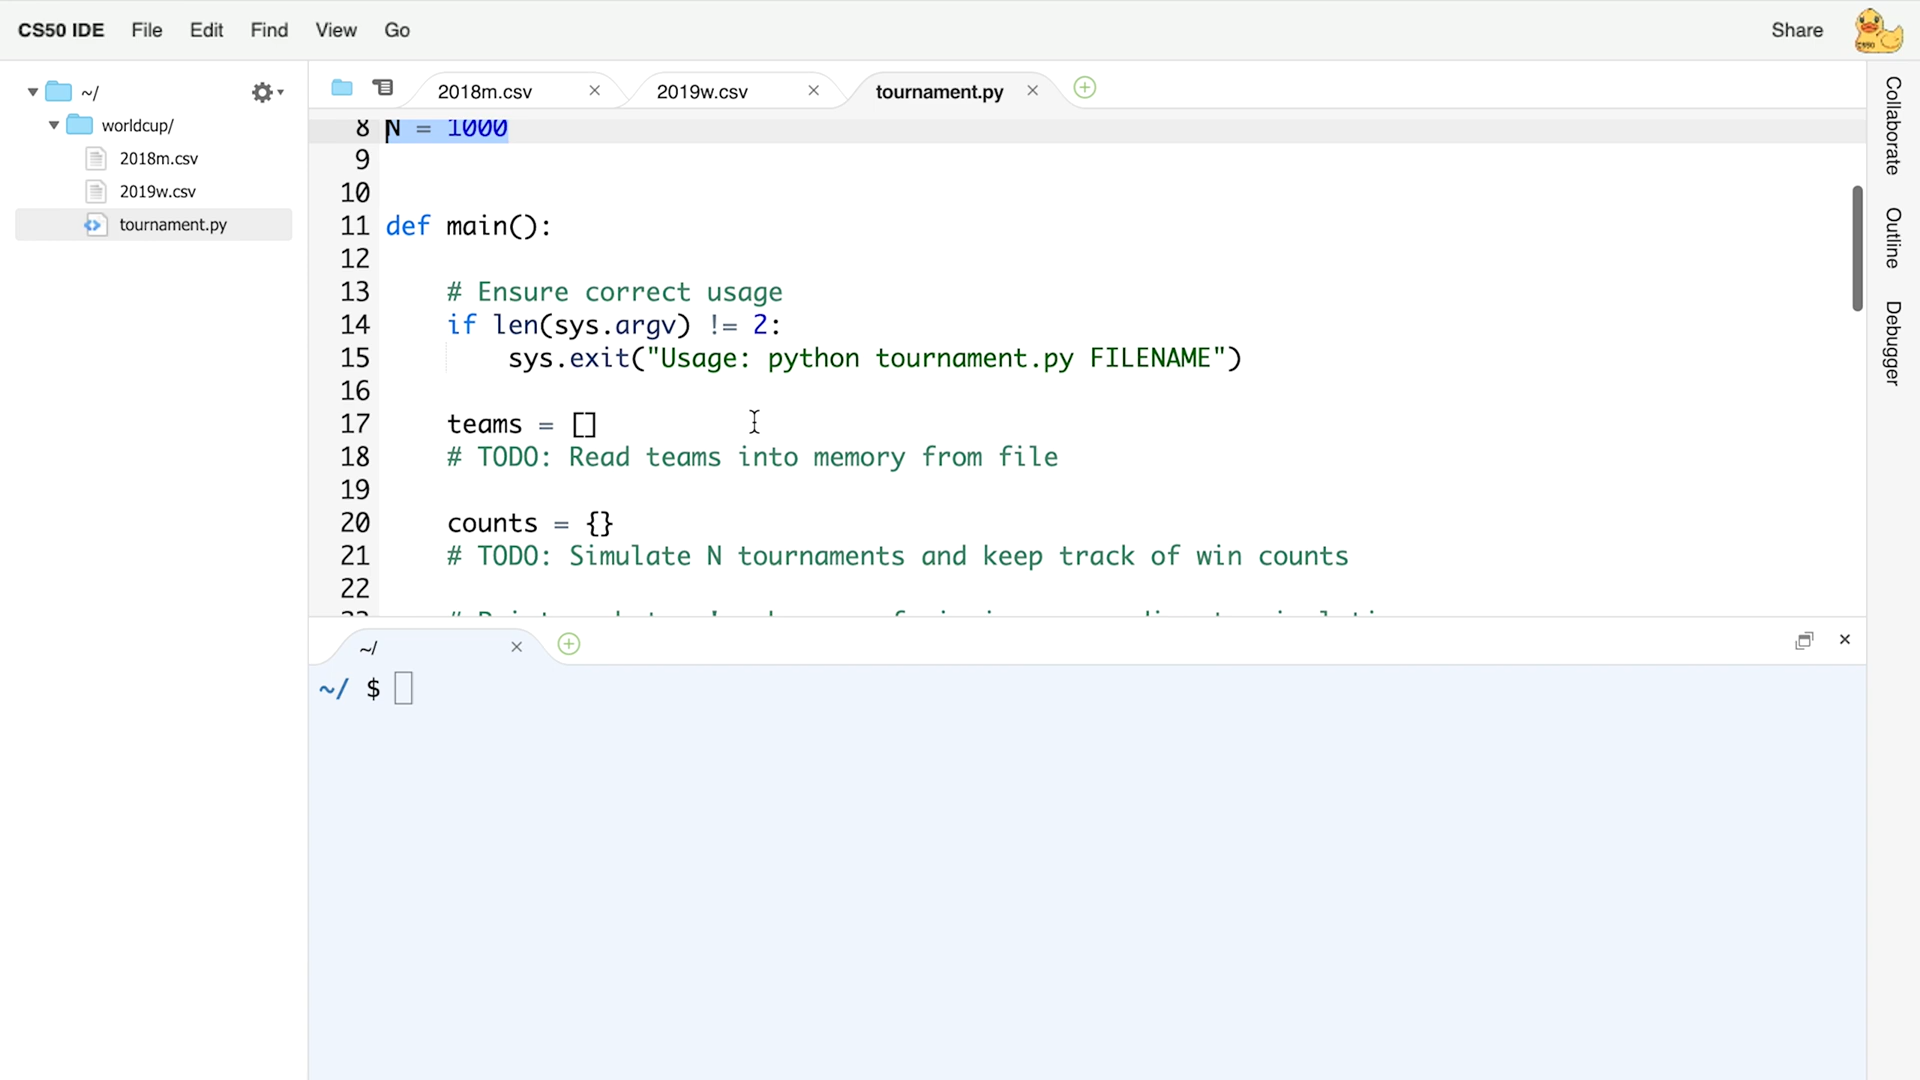 CS50 IDE File Edit Find View Go Share
~/
worldcup/
2018m.csv
2019w.csv
tournament.py
2018m.csv 2019w.csv tournament.py
8 N = 1000
9
10
11 def main():
12
13 # Ensure correct usage
14 if len(sys.argv) != 2:
15 sys.exit("Usage: python tournament.py FILENAME")
16
17 teams = []
18 # TODO: Read teams into memory from file
19
20 counts = {}
21 # TODO: Simulate N tournaments and keep track of win counts
22
~/
~/ $
Collaborate
Outline
Debugger